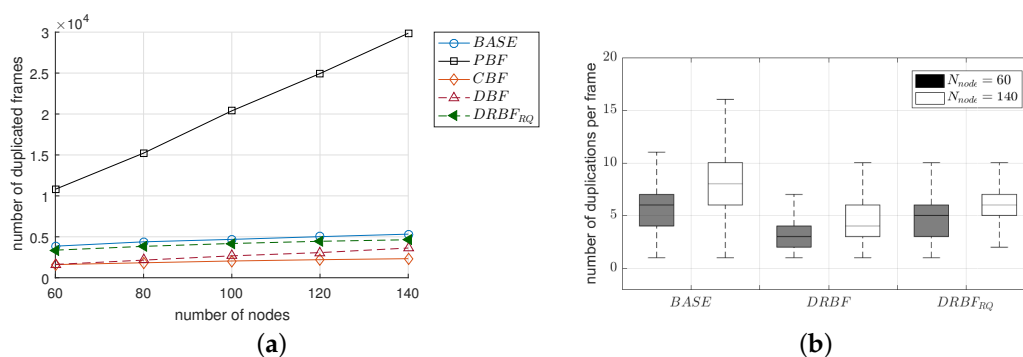 ×10⁴
3
2.5
2
1.5
1
0.5
0
60 80 100 120 140
number of nodes
number of duplicated frames
BASE
PBF
CBF
DBF
DRBF_RQ
(a)
20
15
10
5
0
number of duplications per frame
N_node = 60
N_node = 140
BASE DRBF DRBF_RQ
(b)